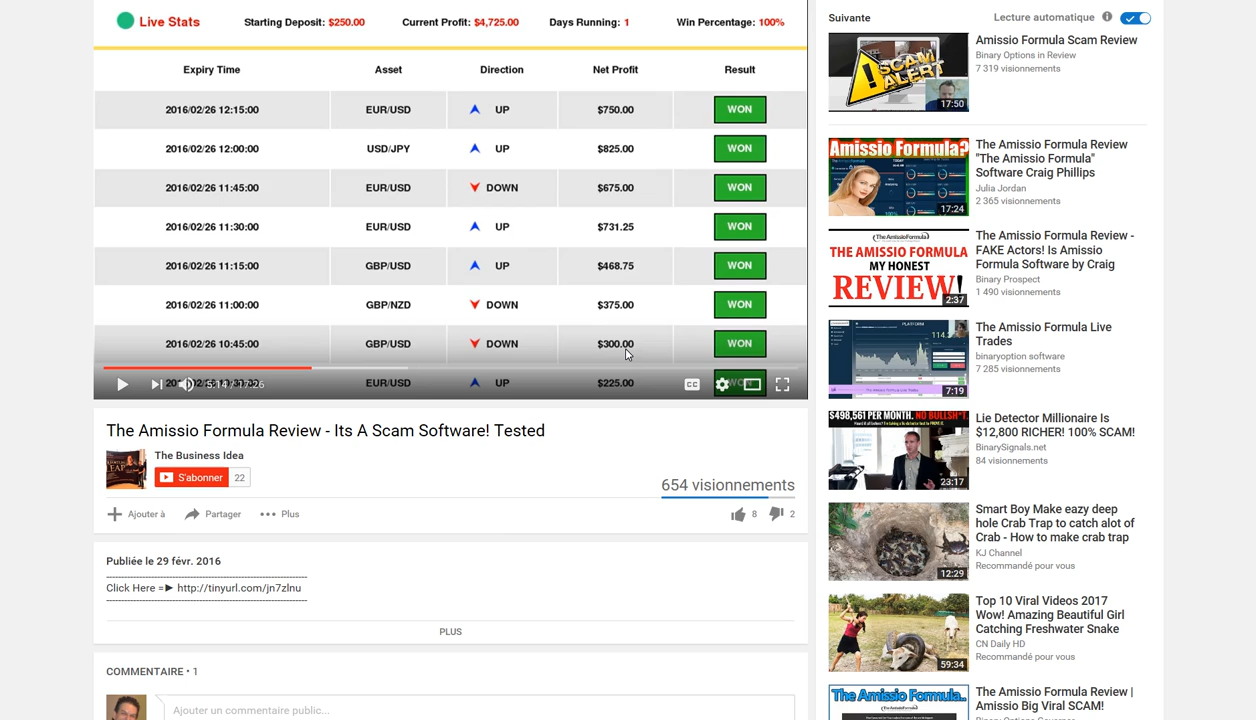 Live Stats
Starting Deposit: $250.00 Current Profit: $4,725.00 Days Running: 1 Win Percentage: 100%
Expiry Time Asset Direction Net Profit Result
2016/02/26 12:15:00 EUR/USD UP $750.00 WON
2016/02/26 12:00:00 USD/JPY UP $825.00 WON
2016/02/26 11:45:00 EUR/USD DOWN $675.00 WON
2016/02/26 11:30:00 EUR/USD UP $731.25 WON
2016/02/26 11:15:00 GBP/USD UP $468.75 WON
2016/02/26 11:00:00 GBP/NZD DOWN $375.00 WON
2016/02/26 10:45:00 GBP/USD DOWN $300.00 WON
EUR/USD UP $225.00 WON
CC
The Amissio Formula Review - Its A Scam Software! Tested
The Business Idea
S'abonner 22
654 visionnements
Ajouter à Partager Plus 8 2
Publiée le 29 févr. 2016
Click Here =► http://tinyurl.com/jn7zlnu
PLUS
COMMENTAIRE • 1
Ajouter un commentaire public...
Suivante Lecture automatique
SCAM ALERT
17:50
Amissio Formula Scam Review
Binary Options in Review
7 319 visionnements
Amissio Formula?
17:24
The Amissio Formula Review
"The Amissio Formula"
Software Craig Phillips
Julia Jordan
2 365 visionnements
The AmissioFormula
THE AMISSIO FORMULA
MY HONEST
REVIEW!
2:37
The Amissio Formula Review -
FAKE Actors! Is Amissio
Formula Software by Craig
Binary Prospect
1 490 visionnements
PLATFORM
7:19
The Amissio Formula Live
Trades
binaryoption software
7 285 visionnements
$498,561 PER MONTH. NO BULLSH*T.
23:17
Lie Detector Millionaire Is
$12,800 RICHER! 100% SCAM!
BinarySignals.net
84 visionnements
12:29
Smart Boy Make eazy deep
hole Crab Trap to catch alot of
Crab - How to make crab trap
KJ Channel
Recommandé pour vous
59:34
Top 10 Viral Videos 2017
Wow! Amazing Beautiful Girl
Catching Freshwater Snake
CN Daily HD
Recommandé pour vous
The Amissio Formula..
The AmissioFormula
The Amissio Formula Review |
Amissio Big Viral SCAM!